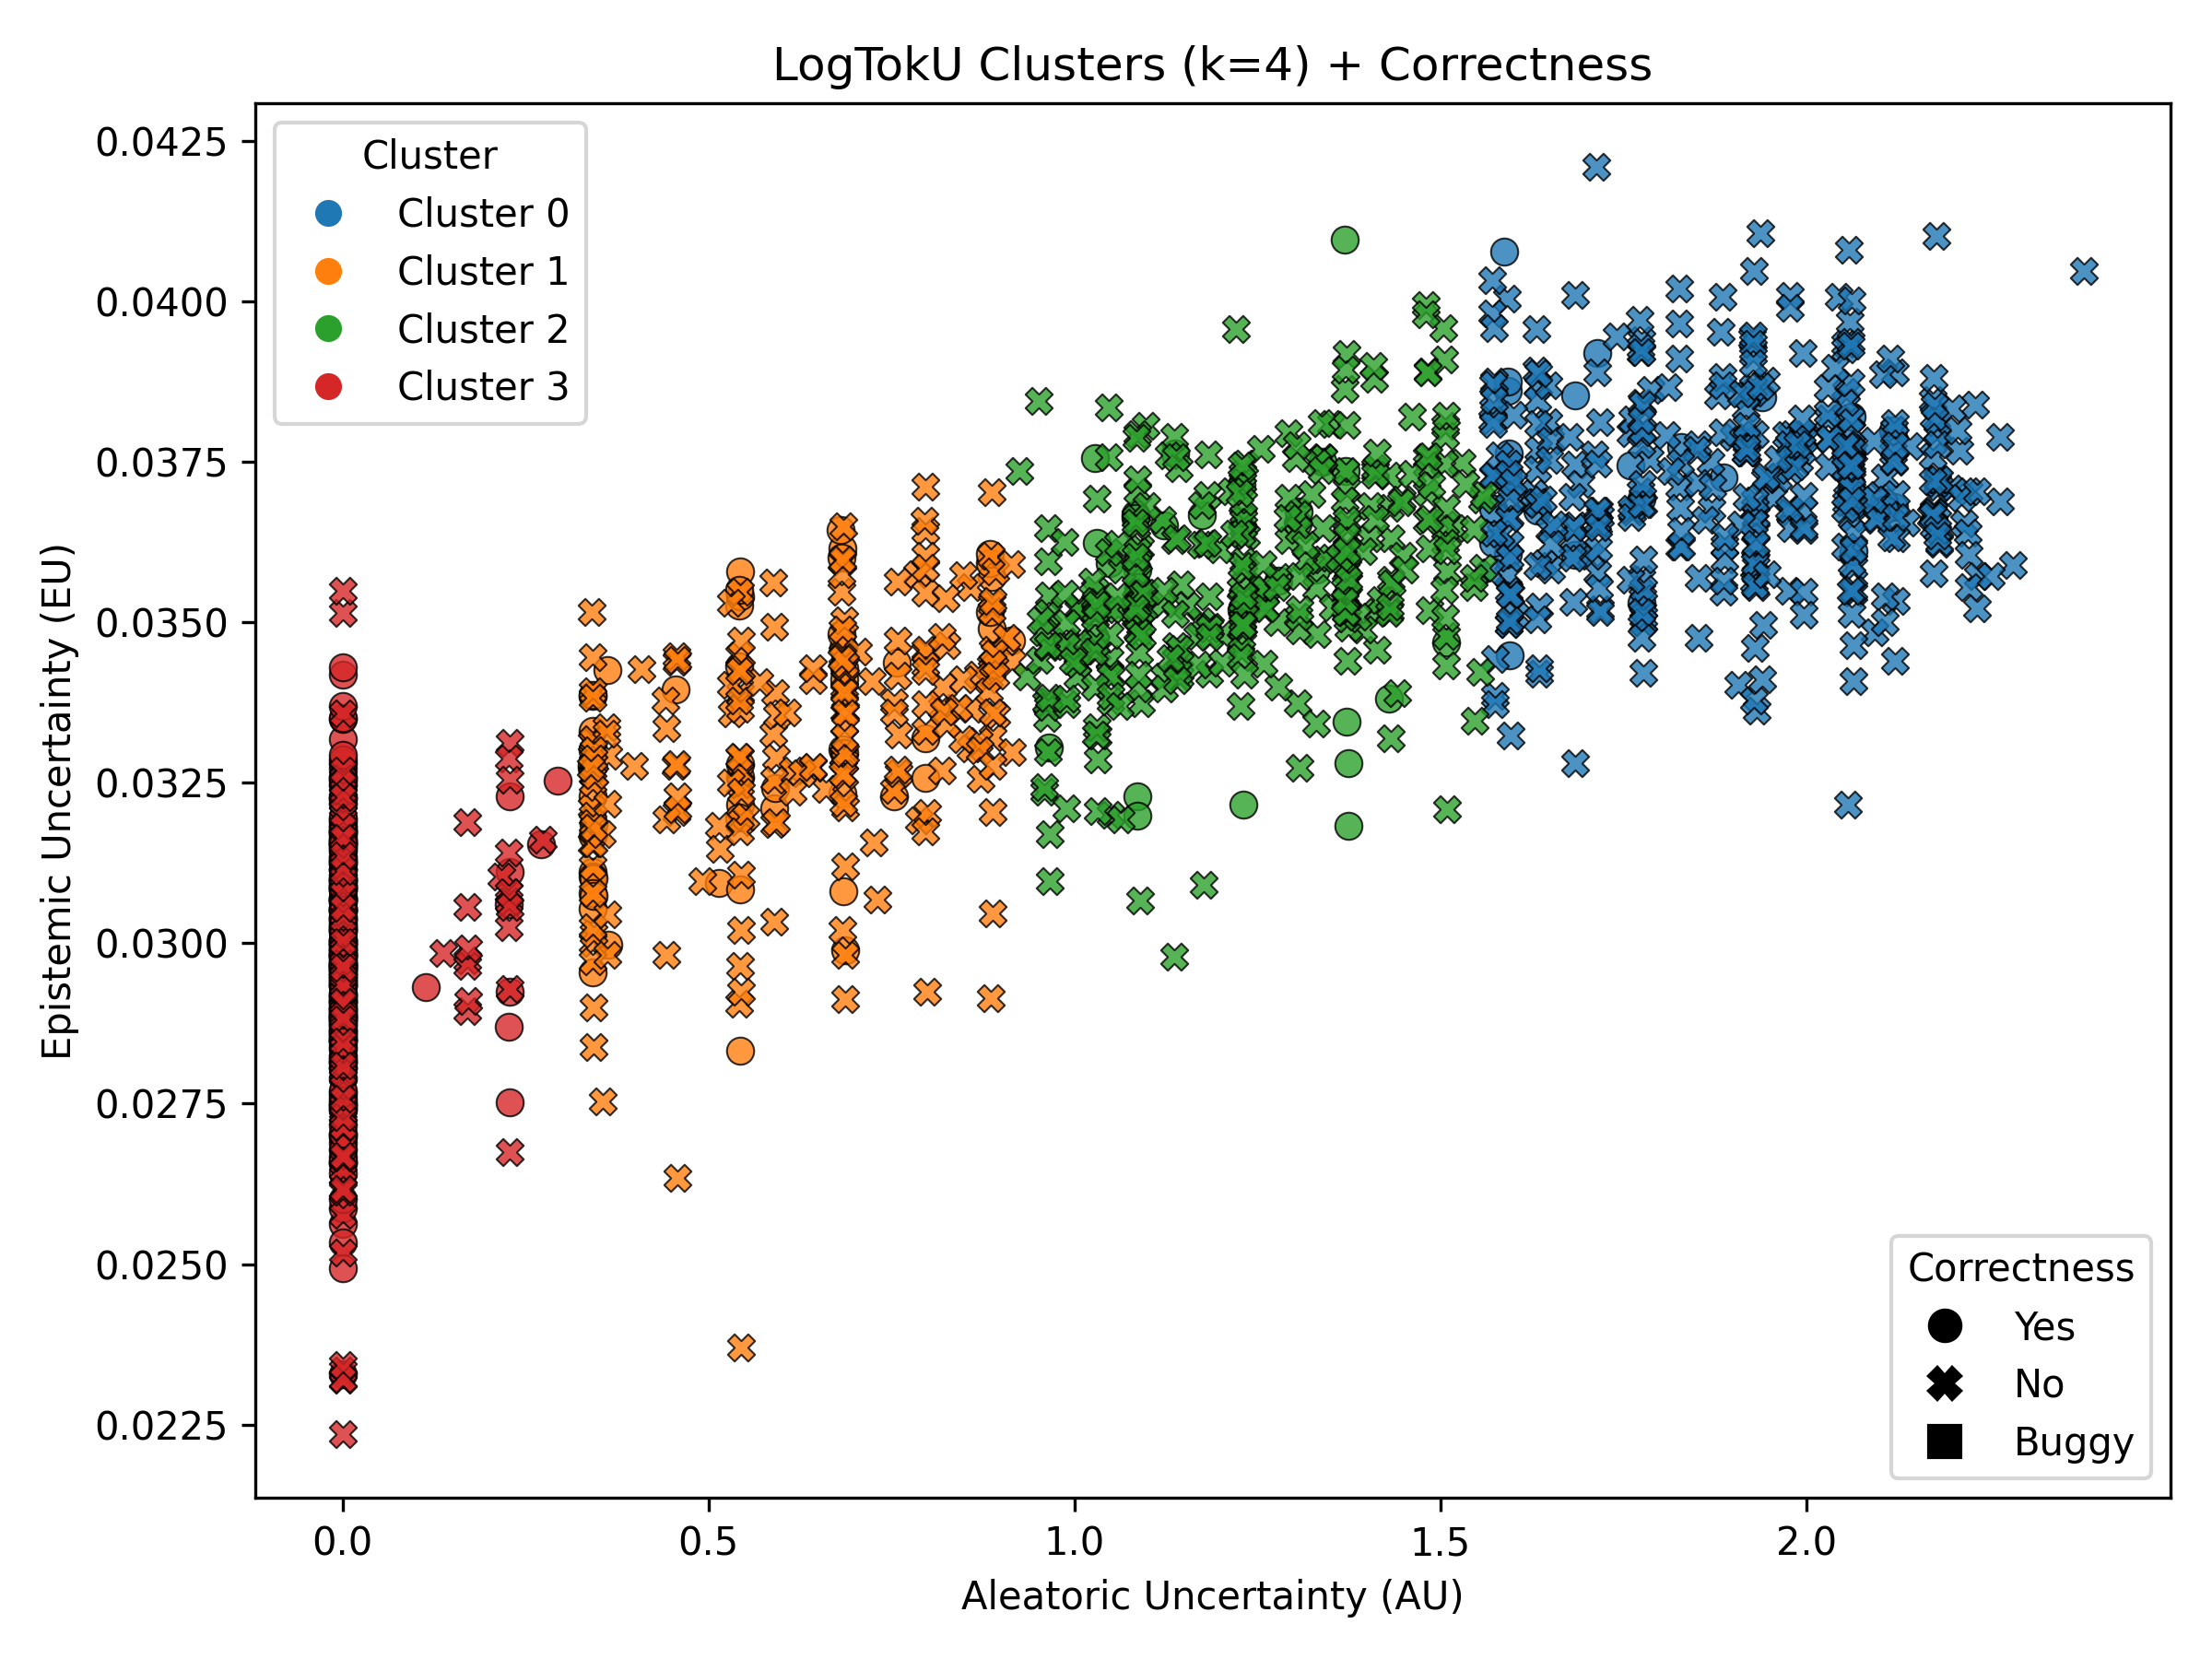 LogTokU Clusters (k=4) + Correctness
Cluster
Cluster 0
Cluster 1
Cluster 2
Cluster 3
0.0425
0.0400
0.0375
0.0350
0.0325
0.0300
0.0275
0.0250
0.0225
Epistemic Uncertainty (EU)
Correctness
Yes
No
Buggy
0.0
0.5
1.0
1.5
2.0
Aleatoric Uncertainty (AU)